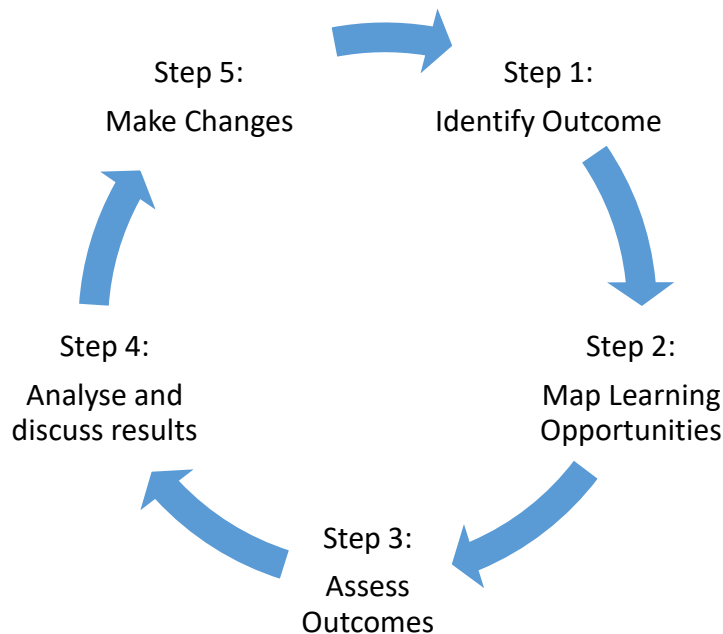 Step 1:
Identify Outcome
Step 2:
Map Learning
Opportunities
Step 3:
Assess
Outcomes
Step 4:
Analyse and
discuss results
Step 5:
Make Changes